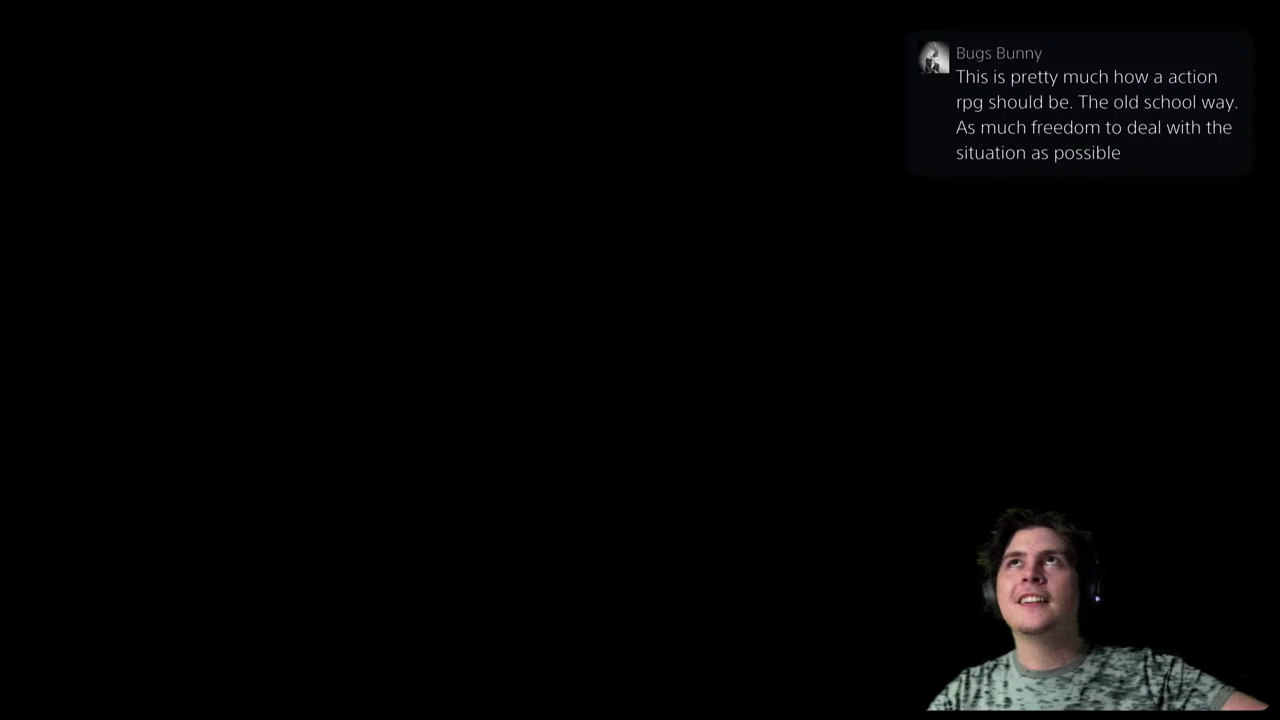 Bugs Bunny
This is pretty much how a action
rpg should be. The old school way.
As much freedom to deal with the
situation as possible